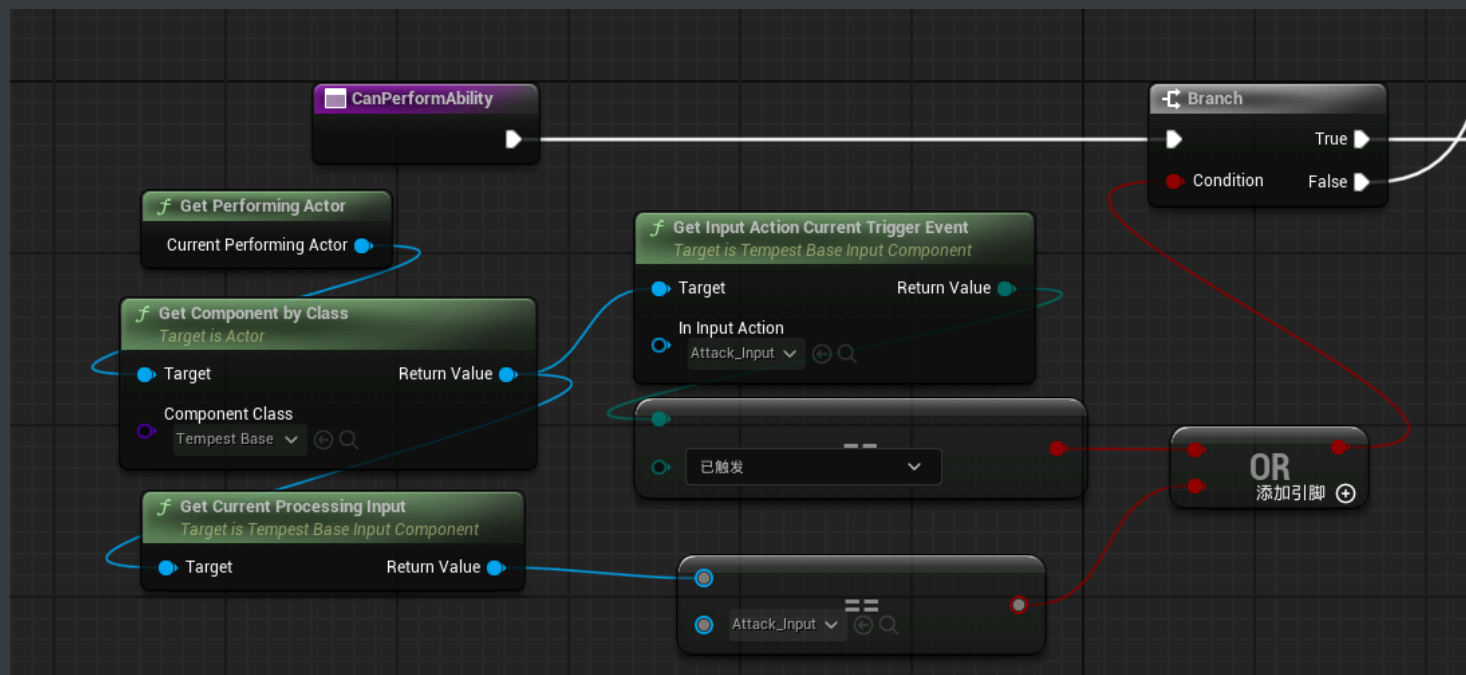 CanPerformAbility
Branch
True
Condition
False
f Get Performing Actor
Current Performing Actor
f Get Input Action Current Trigger Event
Target is Tempest Base Input Component
Target
Return Value
In Input Action
Attack_Input
f Get Component by Class
Target is Actor
Target
Return Value
Component Class
Tempest Base
==
已触发
OR
添加引脚
f Get Current Processing Input
Target is Tempest Base Input Component
Target
Return Value
==
Attack_Input